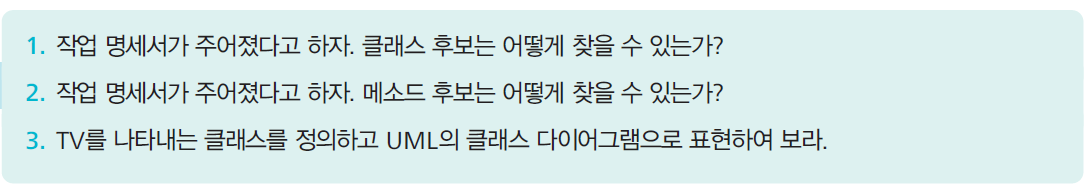 1. 작업 명세서가 주어졌다고 하자. 클래스 후보는 어떻게 찾을 수 있는가?
2. 작업 명세서가 주어졌다고 하자. 메소드 후보는 어떻게 찾을 수 있는가?
3. TV를 나타내는 클래스를 정의하고 UML의 클래스 다이어그램으로 표현하여 보라.